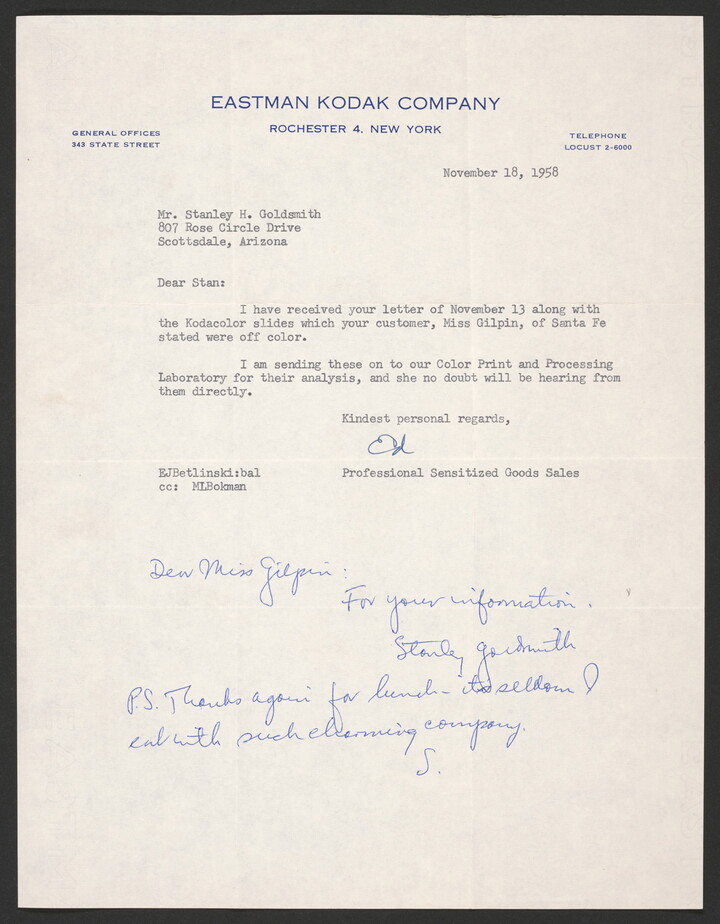 EASTMAN KODAK COMPANY
ROCHESTER 4, NEW YORK
GENERAL OFFICES
343 STATE STREET
TELEPHONE
LOCUST 2-6000
November 18, 1958
Mr. Stanley H. Goldsmith
807 Rose Circle Drive
Scottsdale, Arizona
Dear Stan:
I have received your letter of November 13 along with
the Kodacolor slides which your customer, Miss Gilpin, of Santa Fe
stated were off color.
I am sending these on to our Color Print and Processing
Laboratory for their analysis, and she no doubt will be hearing from
them directly.
Kindest personal regards,
Ed
EJBetlinski:bal
Professional Sensitized Goods Sales
cc: MLBokman
Dear Miss Gilpin:
For your information.
Stanley Goldsmith
P.S. Thanks again for lunch - its seldom I
eat with such charming company.
S.